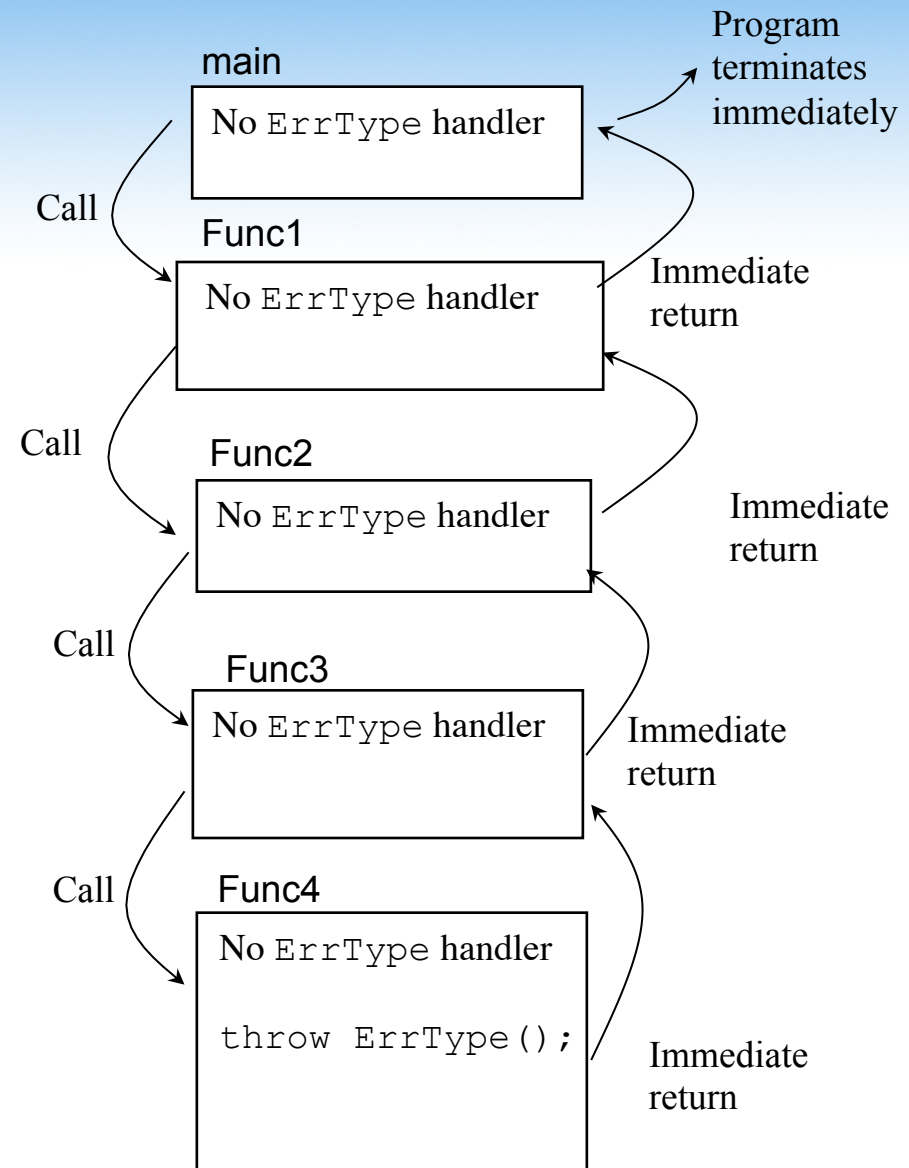 Program
terminates
immediately
main
No ErrType handler
Call
Func1
No ErrType handler
Immediate
return
Call
Func2
No ErrType handler
Immediate
return
Call
Func3
No ErrType handler
Immediate
return
Call
Func4
No ErrType handler
throw ErrType();
Immediate
return